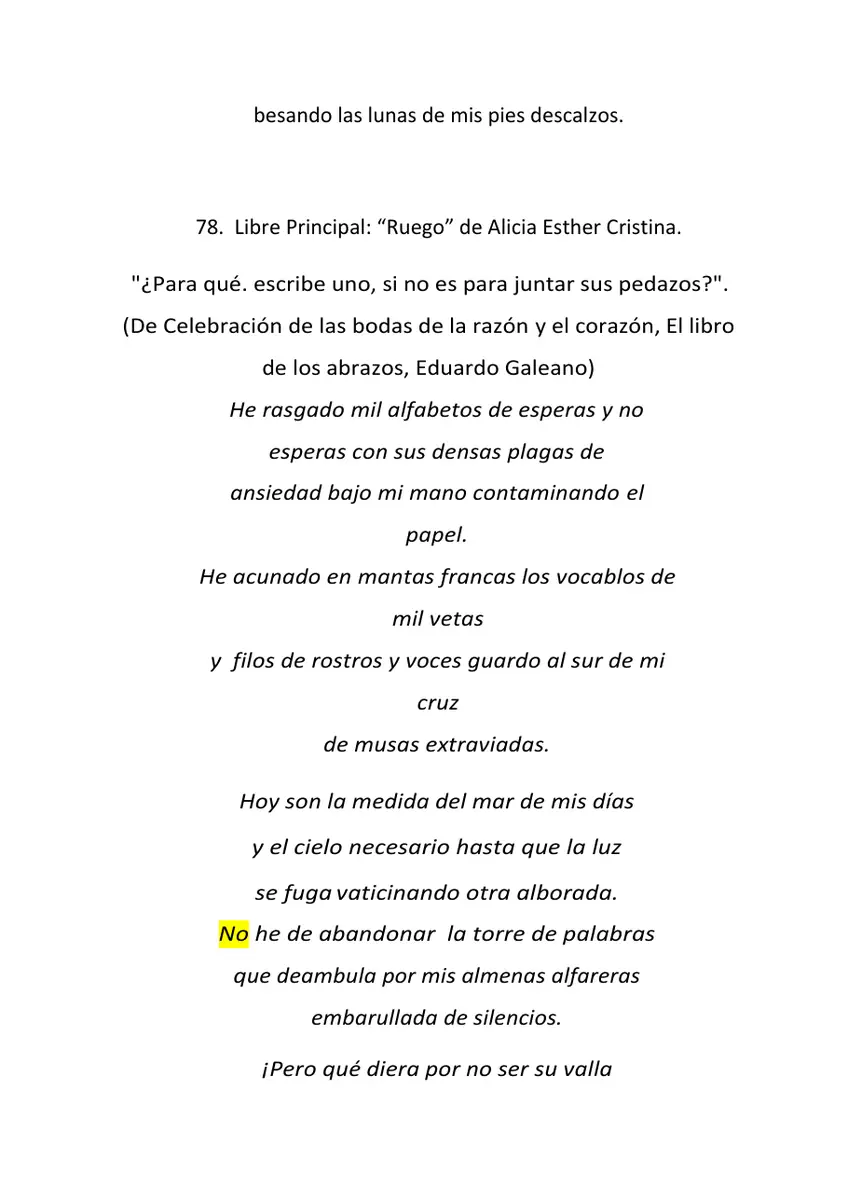 besando las lunas de mis pies descalzos.
78. Libre Principal: “Ruego” de Alicia Esther Cristina.
"¿Para qué. escribe uno, si no es para juntar sus pedazos?".
(De Celebración de las bodas de la razón y el corazón, El libro
de los abrazos, Eduardo Galeano)
He rasgado mil alfabetos de esperas y no
esperas con sus densas plagas de
ansiedad bajo mi mano contaminando el
papel.
He acunado en mantas francas los vocablos de
mil vetas
y filos de rostros y voces guardo al sur de mi
cruz
de musas extraviadas.
Hoy son la medida del mar de mis días
y el cielo necesario hasta que la luz
se fuga vaticinando otra alborada.
No he de abandonar la torre de palabras
que deambula por mis almenas alfareras
embarullada de silencios.
¡Pero qué diera por no ser su valla